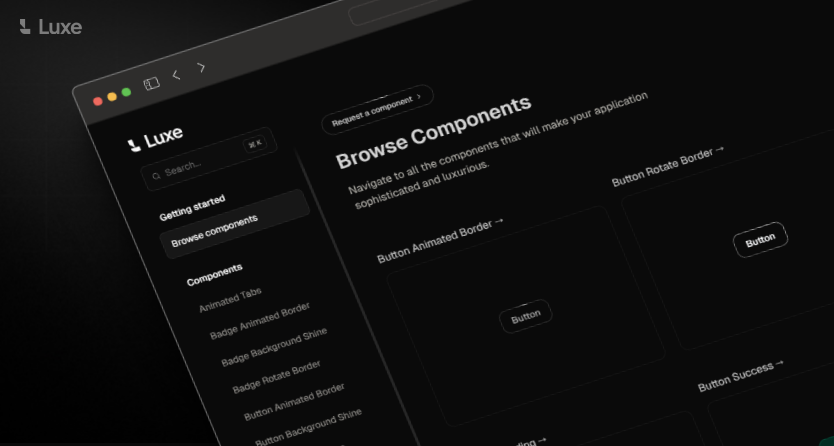 Luxe
Luxe
Search...
⌘ K
Getting started
Browse components
Components
Animated Tabs
Badge Animated Border
Badge Background Shine
Badge Rotate Border
Button Animated Border
Button Background Shine
Request a component ›
Browse Components
Navigate to all the components that will make your application
sophisticated and luxurious.
Button Animated Border →
Button
Button Rotate Border →
Button
Button Success →